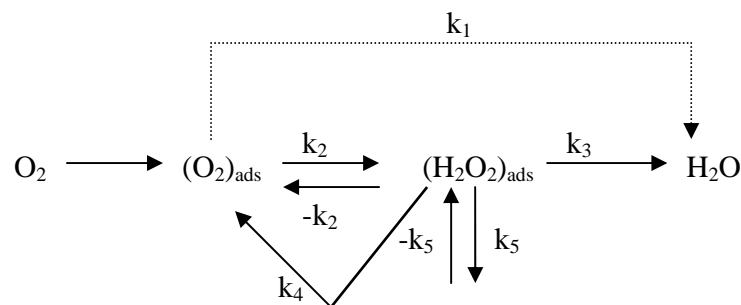 k₁
O₂ (O₂)ads k₂ (H₂O₂)ads k₃ H₂O
-k₂ -k₅ k₅
k₄